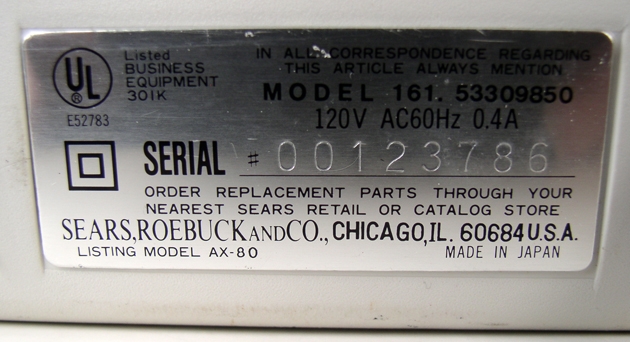 UL
®
Listed
BUSINESS
EQUIPMENT
301K
E52783
IN ALL CORRESPONDENCE REGARDING
THIS ARTICLE ALWAYS MENTION
MODEL 161. 53309850
120V AC60Hz 0.4A
SERIAL # 00123786
ORDER REPLACEMENT PARTS THROUGH YOUR
NEAREST SEARS RETAIL OR CATALOG STORE
SEARS, ROEBUCK AND CO., CHICAGO, IL. 60684 U.S.A.
LISTING MODEL AX-80 MADE IN JAPAN